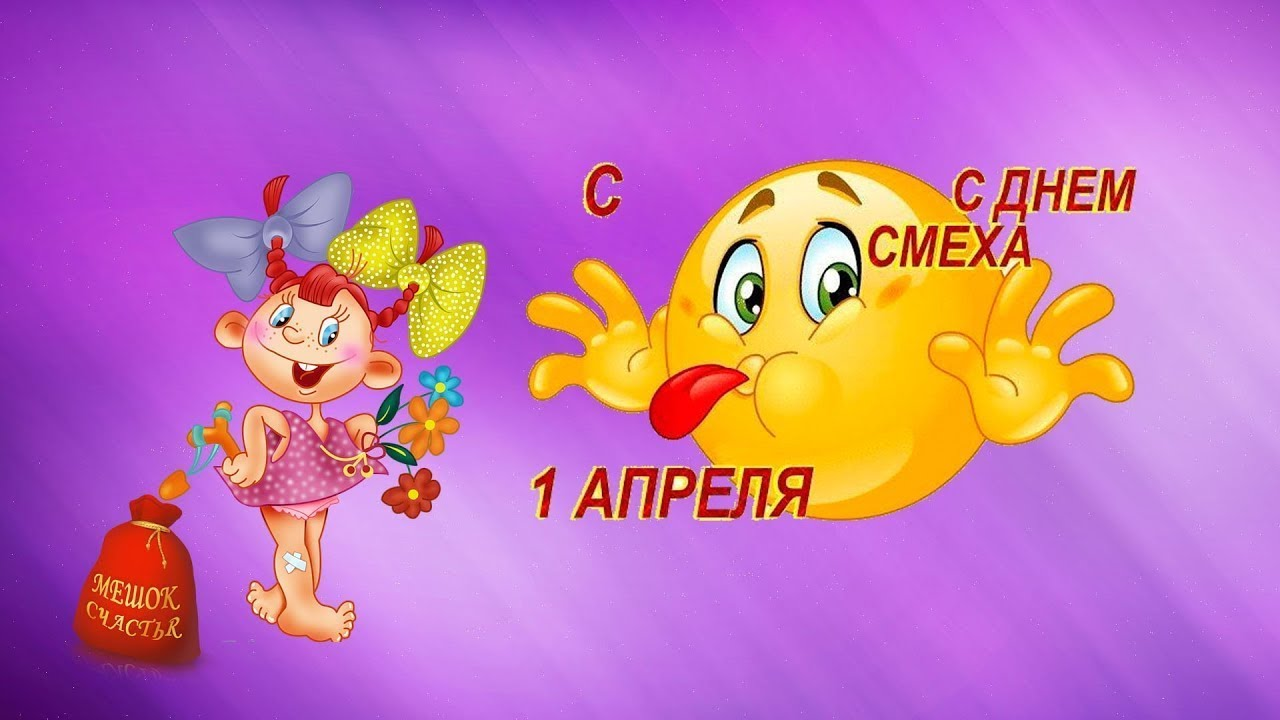 С
С ДНЕМ
СМЕХА
1 АПРЕЛЯ
МЕШОК
СЧАСТЬЯ